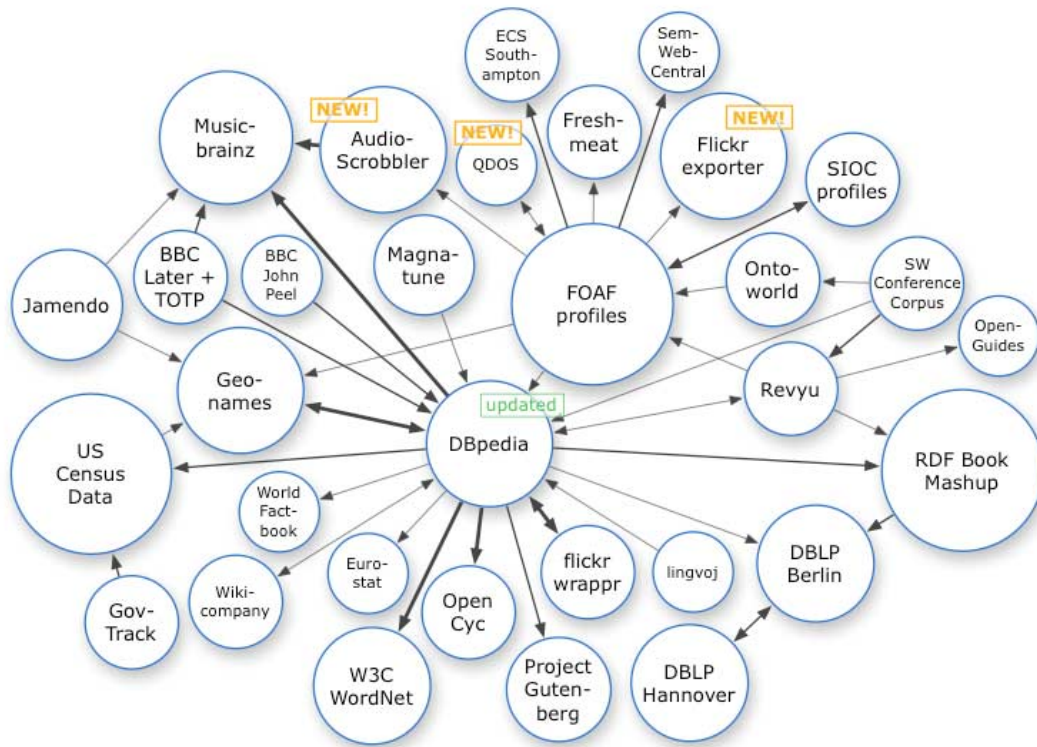 ECS
South-
ampton
Sem-
Web-
Central
NEW!
Music-
brainz
Audio-
Scrobbler
NEW!
QDOS
Fresh-
meat
NEW!
Flickr
exporter
SIOC
profiles
Jamendo
BBC
Later +
TOTP
BBC
John
Peel
Magna-
tune
FOAF
profiles
Onto-
world
SW
Conference
Corpus
Open-
Guides
Geo-
names
updated
DBpedia
Revyu
US
Census
Data
RDF Book
Mashup
World
Fact-
book
Euro-
stat
flickr
wrappr
lingvoj
DBLP
Berlin
Gov-
Track
Wiki-
company
Open
Cyc
W3C
WordNet
Project
Guten-
berg
DBLP
Hannover